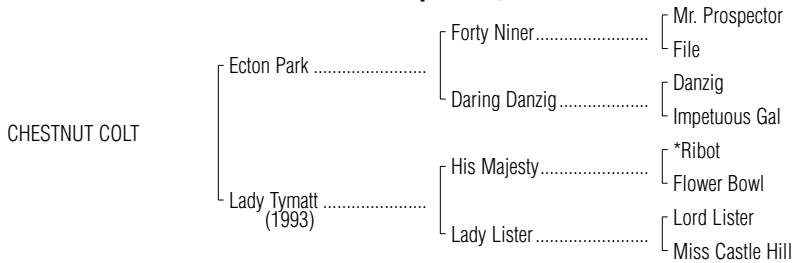 Mr. Prospector
Forty Niner........................
File
Ecton Park ........................
Danzig
Daring Danzig...................
Impetuous Gal
CHESTNUT COLT
*Ribot
His Majesty.......................
Flower Bowl
Lady Tymatt ......................
(1993)
Lord Lister
Lady Lister........................
Miss Castle Hill